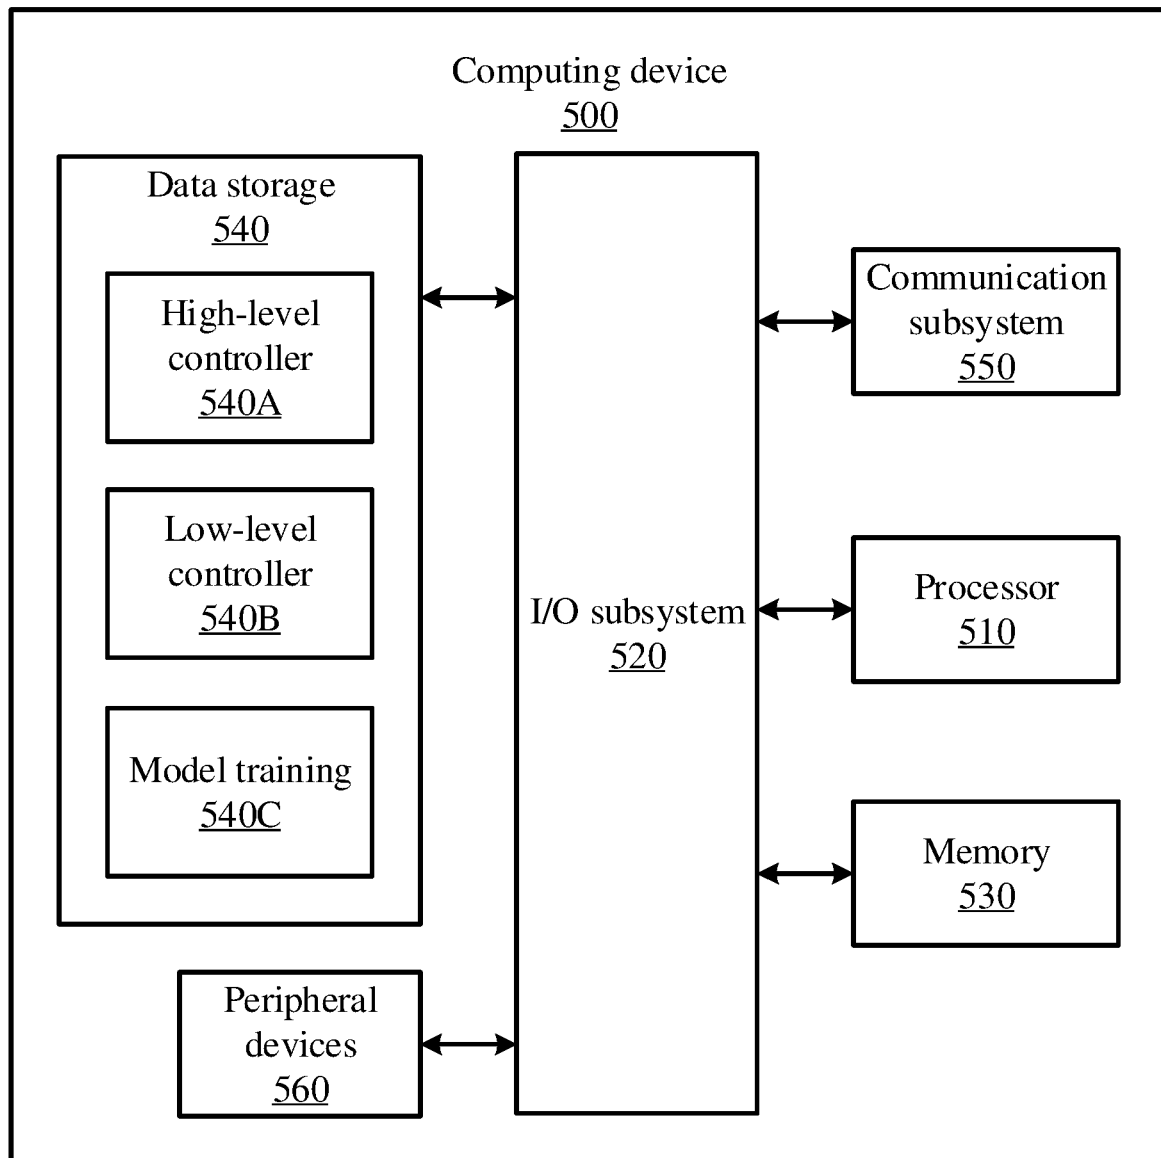 Computing device
500
Data storage
540
High-level
controller
540A
Low-level
controller
540B
Model training
540C
Peripheral
devices
560
I/O subsystem
520
Communication
subsystem
550
Processor
510
Memory
530